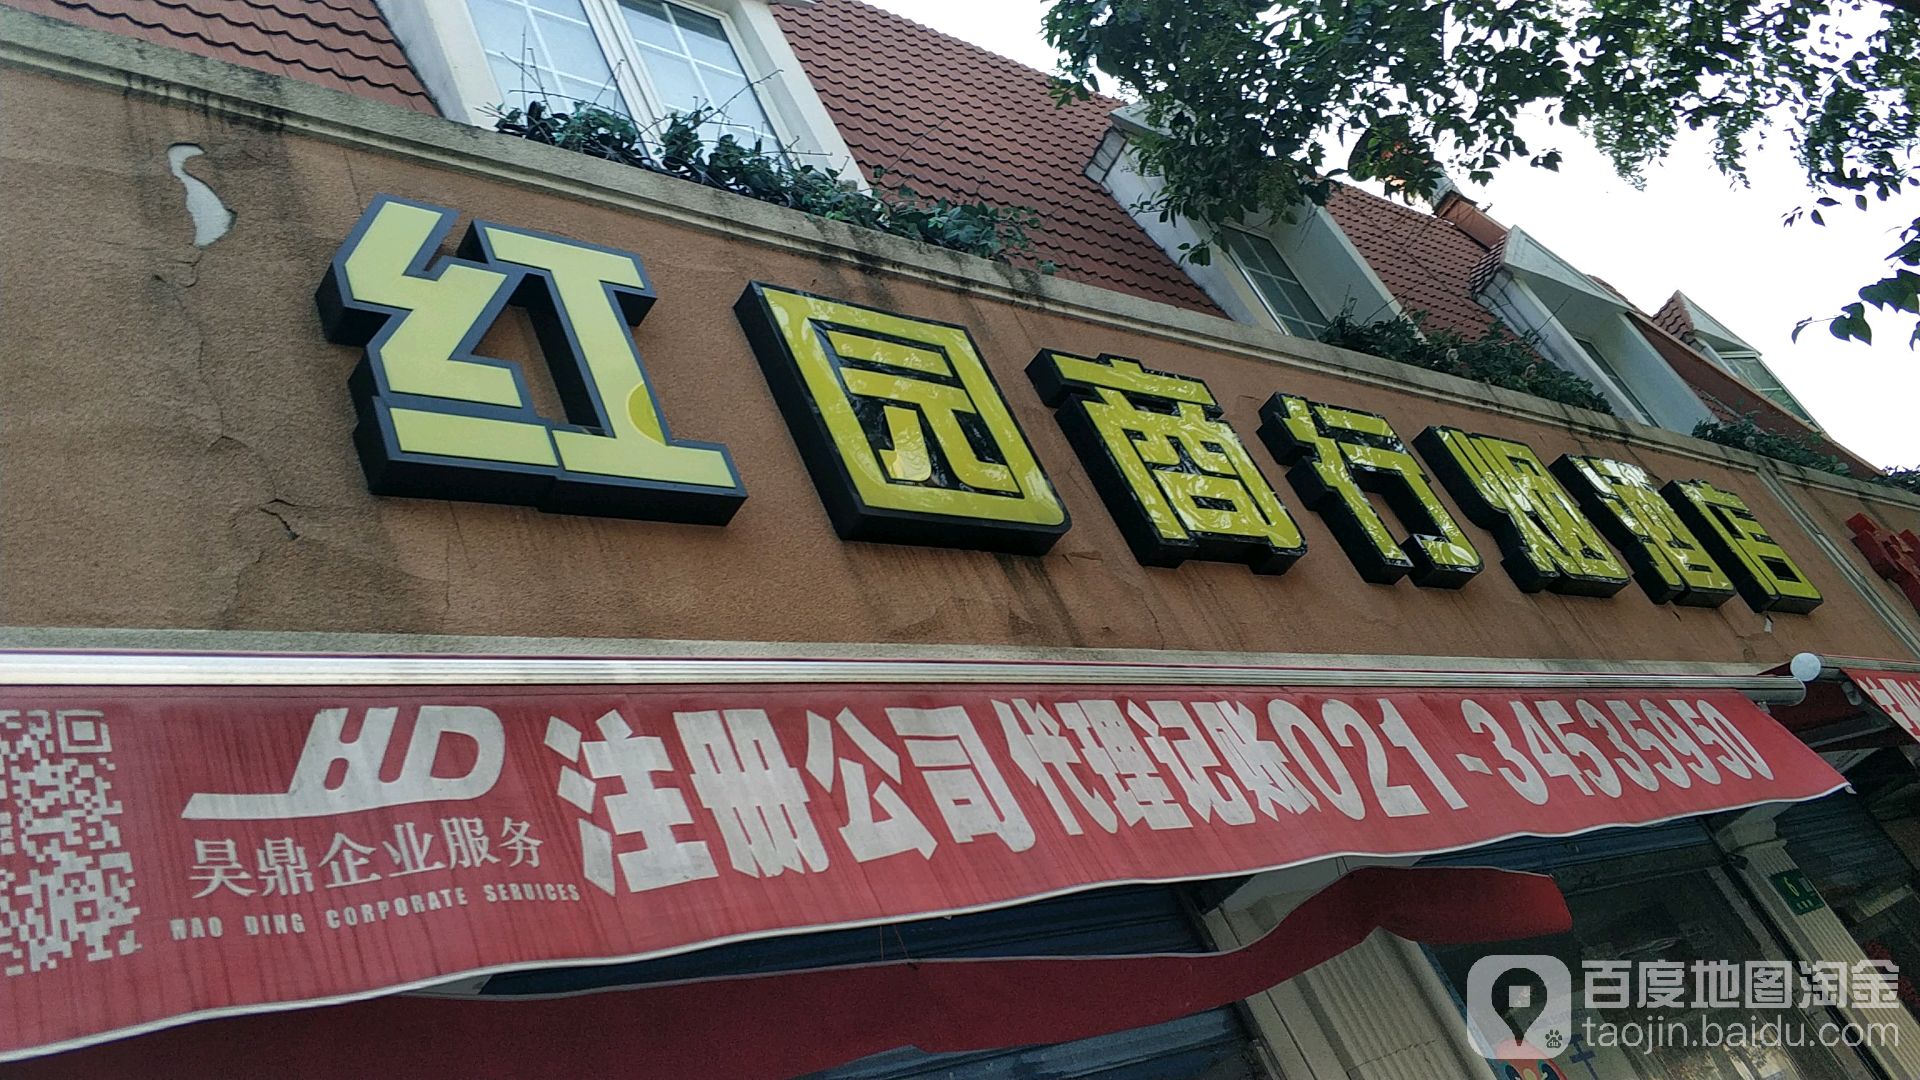 红园商行烟酒店
HD
昊鼎企业服务
HAO DING CORPORATE SERVICES
注册公司代理记账021-34535950
百度地图淘金
taojin.baidu.com